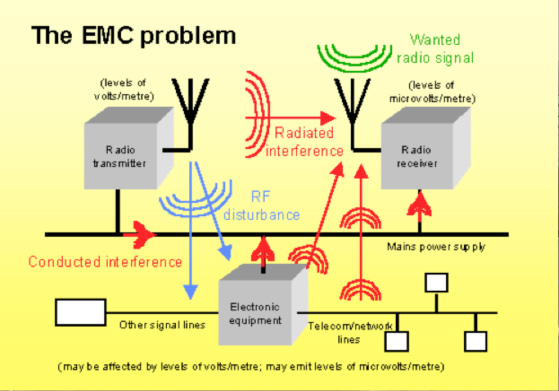 The EMC problem
Wanted
radio signal
(levels of
volts/metre)
(levels of
microvolts/metre)
Radiated
interference
Radio
transmitter
Radio
receiver
RF
disturbance
Mains power supply
Conducted interference
Electronic
equipment
Other signal lines
Telecom/network
lines
(may be affected by levels of volts/metre; may emit levels of microvolts/metre)